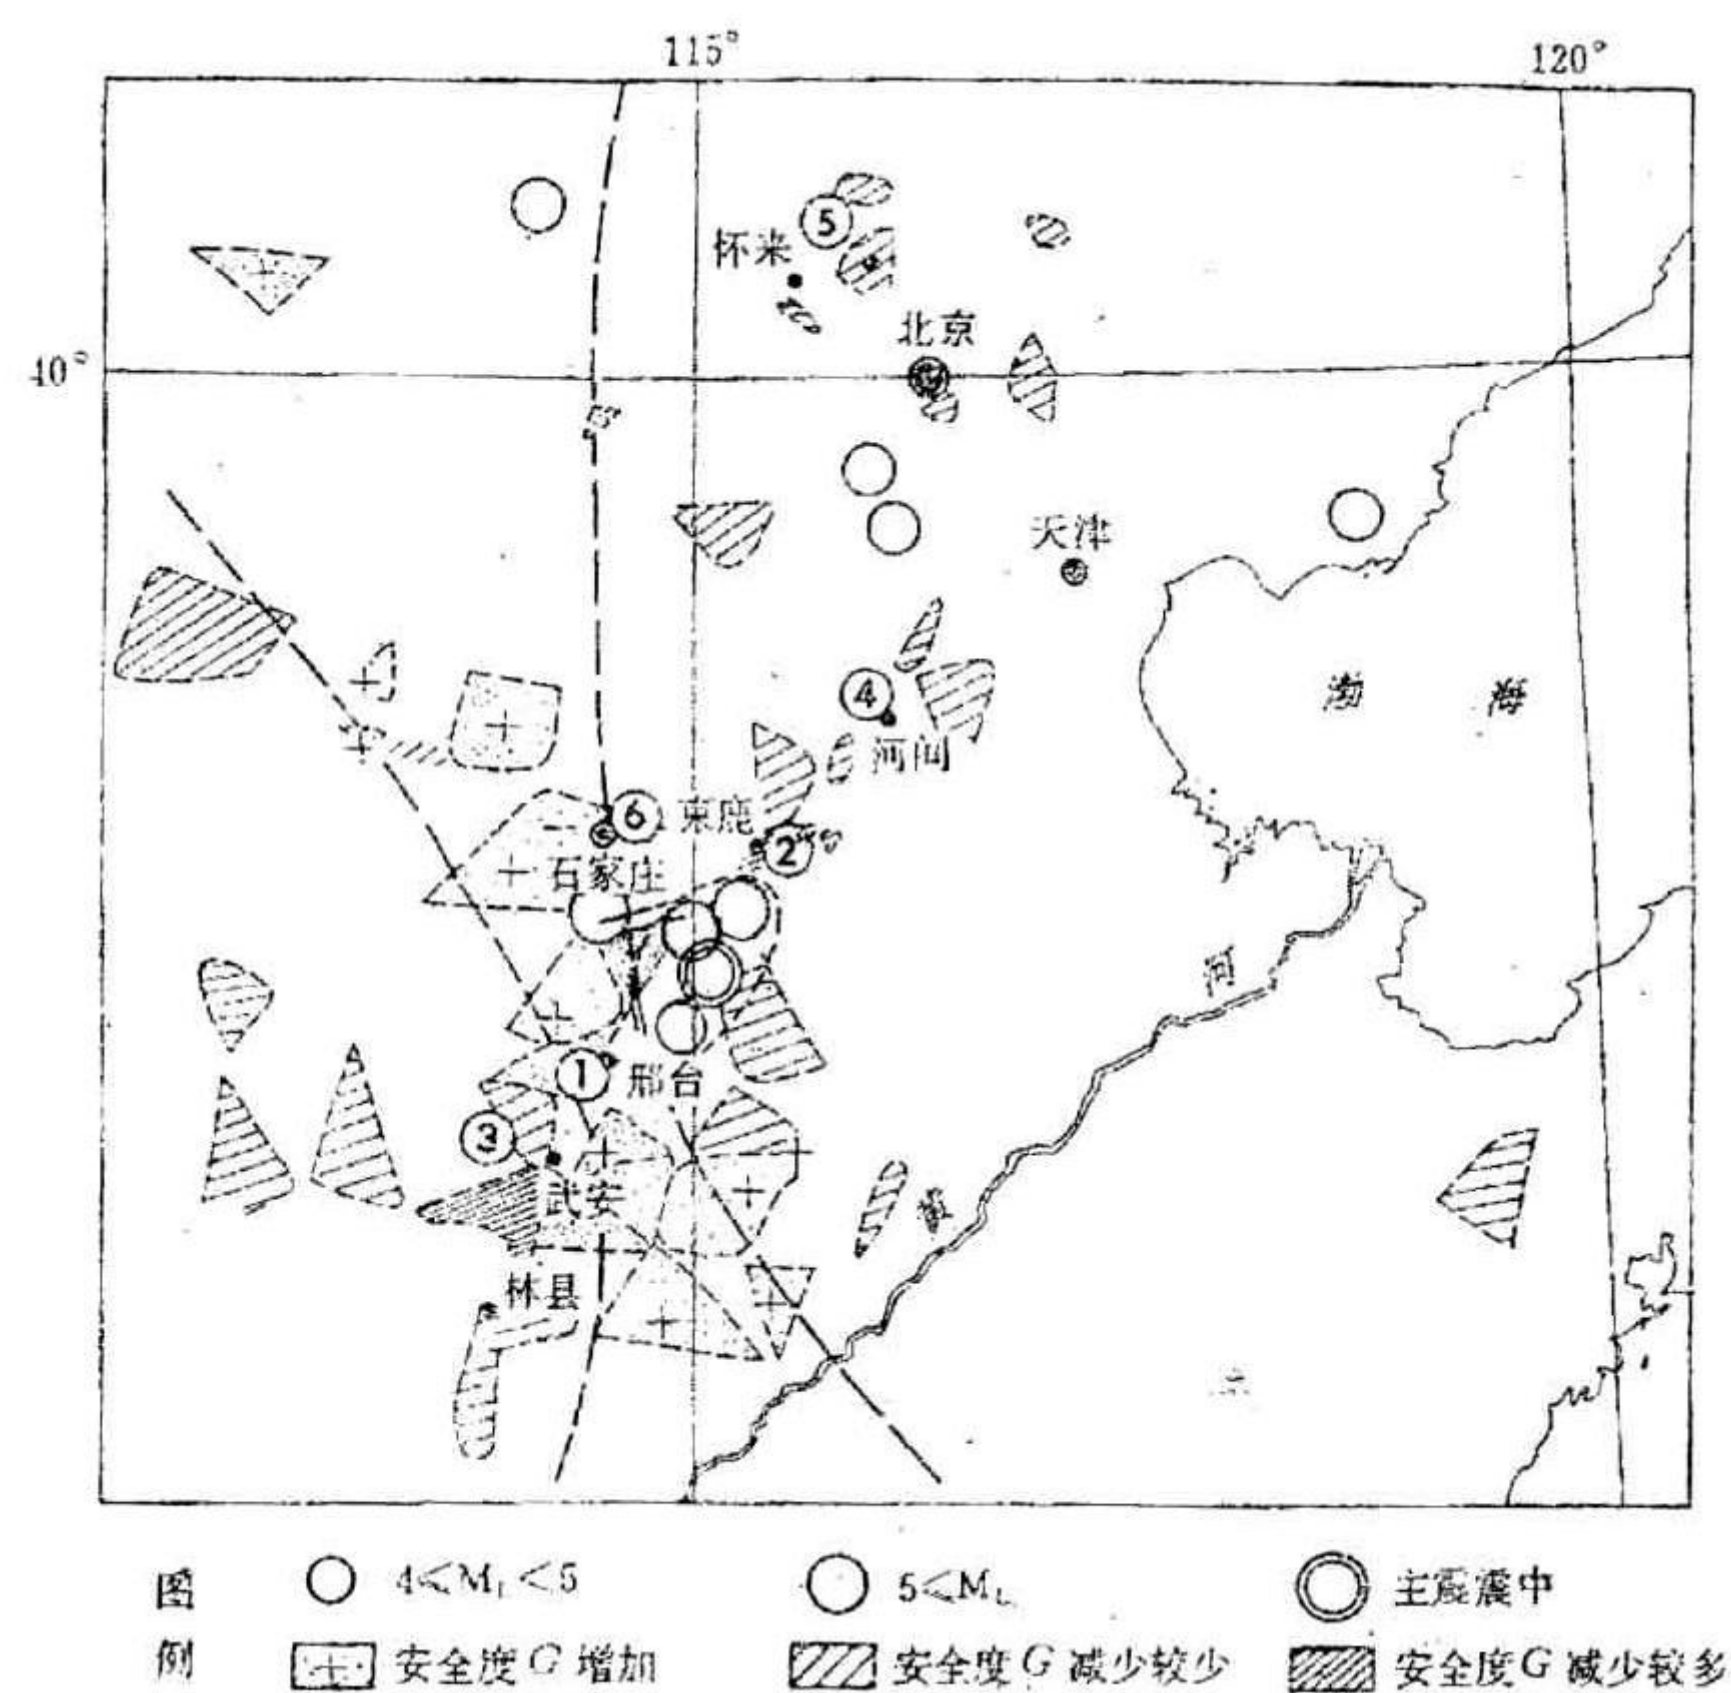 115° 120°
⑤
怀来
北京
40°
天津
④
河间
渤海
⑥ 束鹿
②
石家庄
河
① 邢台
③
武安
黄
林县
图例
4≤M_L<5
5≤M_L
主震震中
安全度G增加
安全度G减少较少
安全度G减少较多